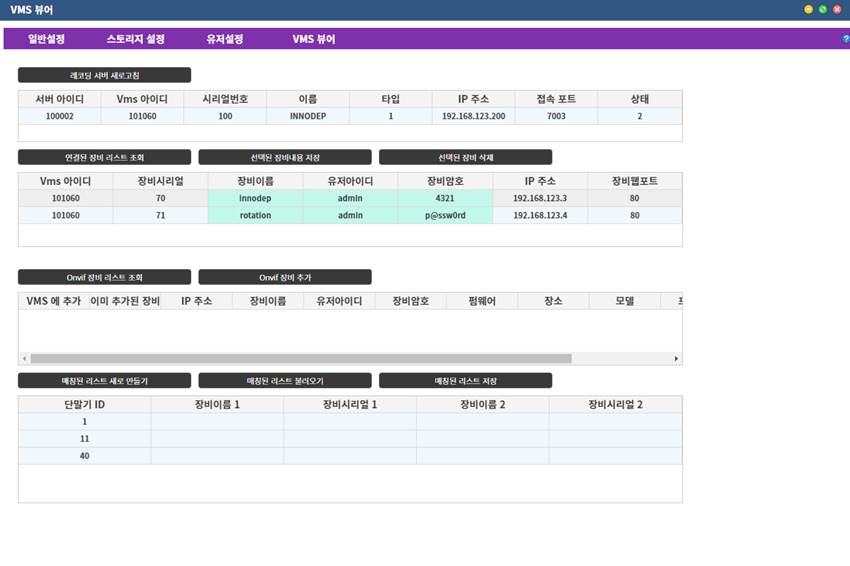 VMS 뷰어
일반설정 스토리지 설정 유저설정 VMS 뷰어
레코딩 서버 새로고침
서버 아이디 Vms 아이디 시리얼번호 이름 타입 IP 주소 접속 포트 상태
100002 101060 100 INNODEP 1 192.168.123.200 7003 2
연결된 장비 리스트 조회 선택된 장비내용 저장 선택된 장비 삭제
Vms 아이디 장비시리얼 장비이름 유저아이디 장비암호 IP 주소 장비웹포트
101060 70 innodep admin 4321 192.168.123.3 80
101060 71 rotation admin p@ssw0rd 192.168.123.4 80
Onvif 장비 리스트 조회 Onvif 장비 추가
VMS 에 추가 이미 추가된 장비 IP 주소 장비이름 유저아이디 장비암호 펌웨어 장소 모델
매칭된 리스트 새로 만들기 매칭된 리스트 불러오기 매칭된 리스트 저장
단말기 ID 장비이름 1 장비시리얼 1 장비이름 2 장비시리얼 2
1
11
40